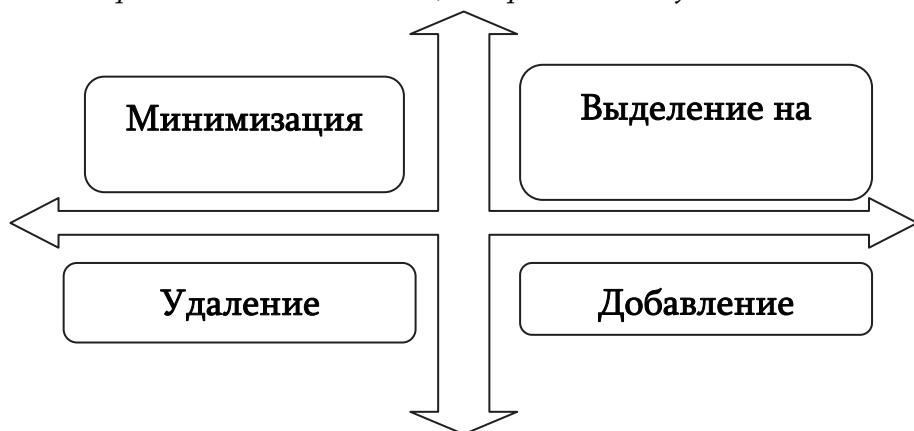 Минимизация
Выделение на
Удаление
Добавление